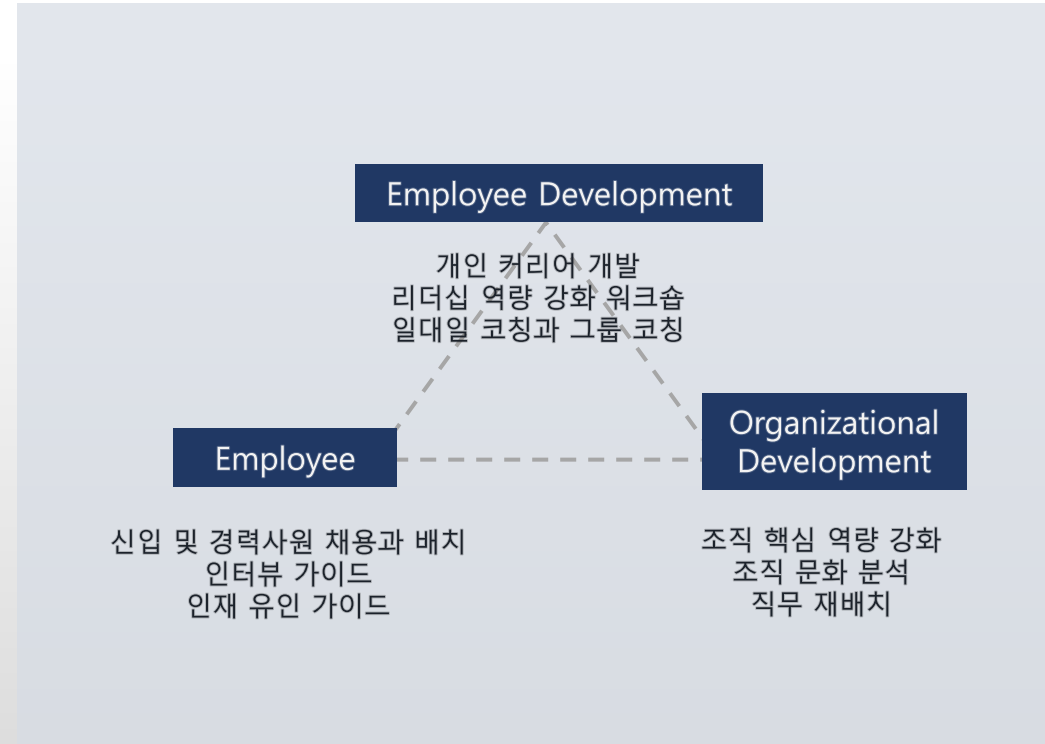 Employee Development
개인 커리어 개발
리더십 역량 강화 워크숍
일대일 코칭과 그룹 코칭
Employee
신입 및 경력사원 채용과 배치
인터뷰 가이드
인재 유인 가이드
Organizational
Development
조직 핵심 역량 강화
조직 문화 분석
직무 재배치